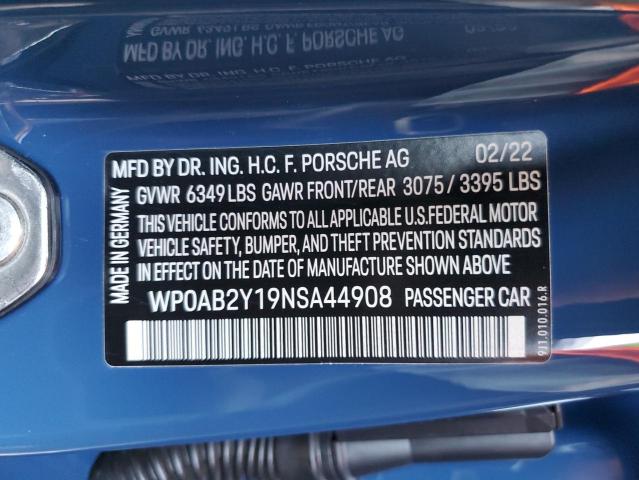 MFD BY DR. ING. H.C. F. PORSCHE AG 02/22
GVWR 6349 LBS GAWR FRONT/REAR 3075 / 3395 LBS
THIS VEHICLE CONFORMS TO ALL APPLICABLE U.S. FEDERAL MOTOR
VEHICLE SAFETY, BUMPER, AND THEFT PREVENTION STANDARDS
IN EFFECT ON THE DATE OF MANUFACTURE SHOWN ABOVE
WP0AB2Y19NSA44908 PASSENGER CAR
MADE IN GERMANY
9J1.010.016.R